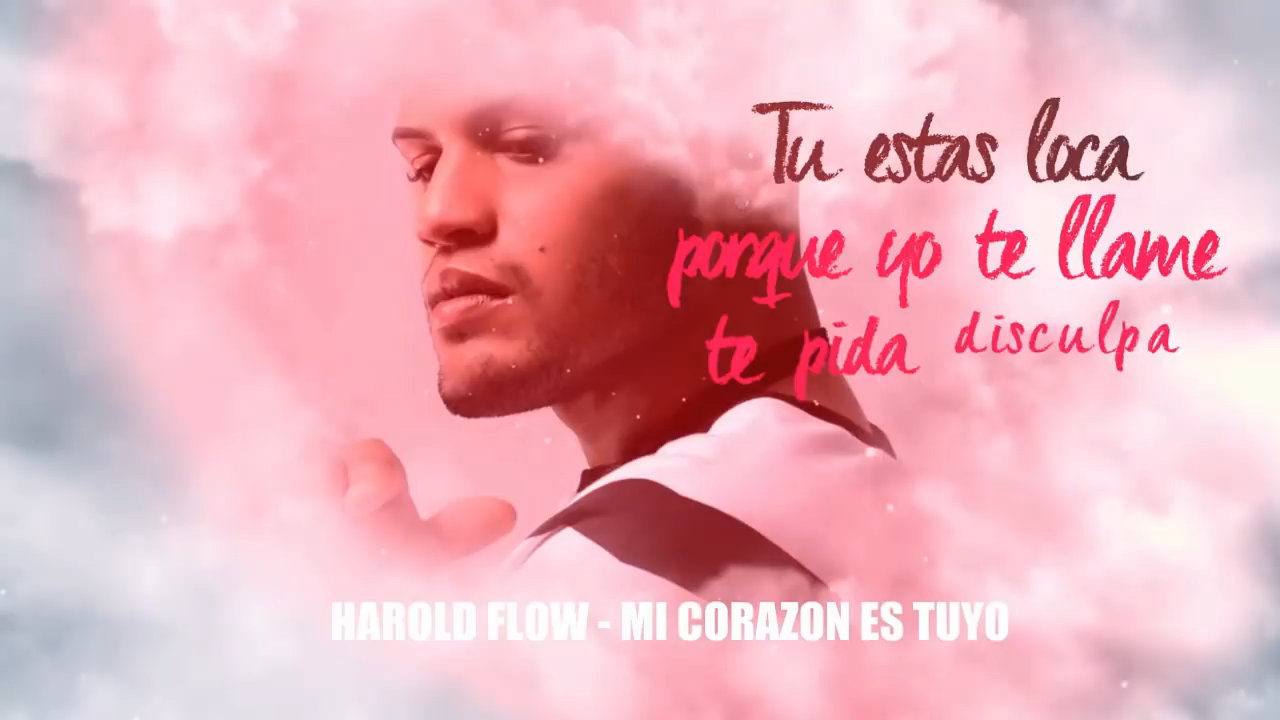 Tu estas loca
porque yo te llame
te pida disculpa
HAROLD FLOW - MI CORAZON ES TUYO